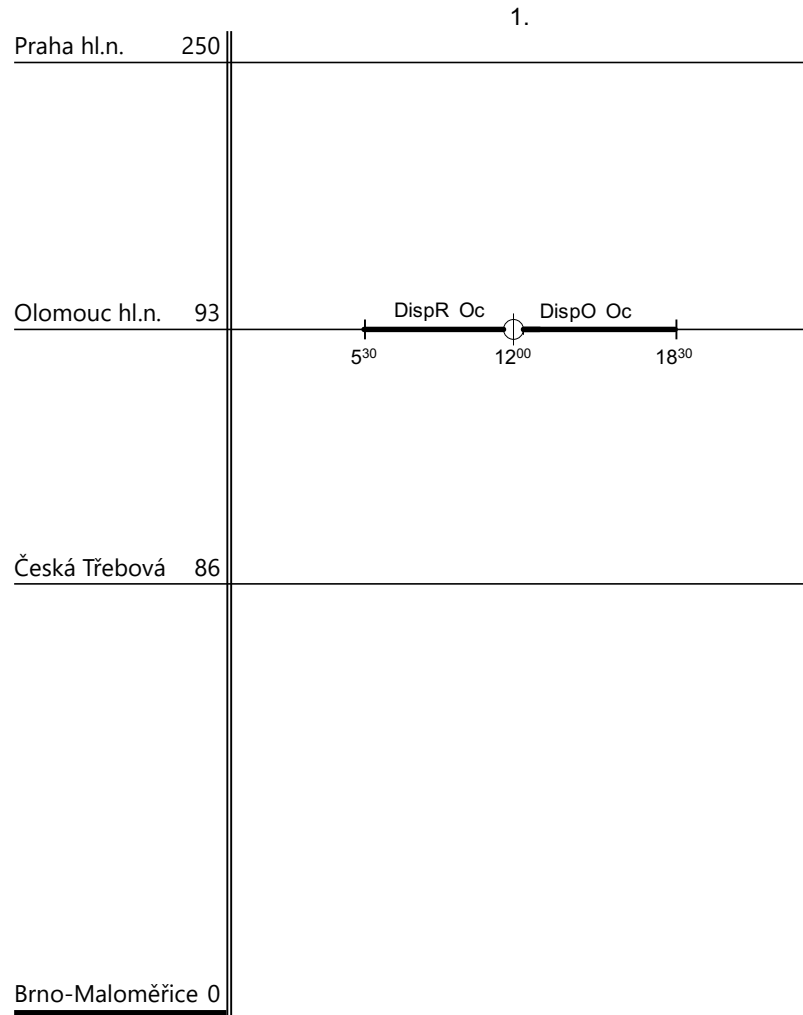 1.
Praha hl.n. 250
Olomouc hl.n. 93
DispR Oc DispO Oc
5³⁰ 12⁰⁰ 18³⁰
Česká Třebová 86
Brno-Maloměřice 0